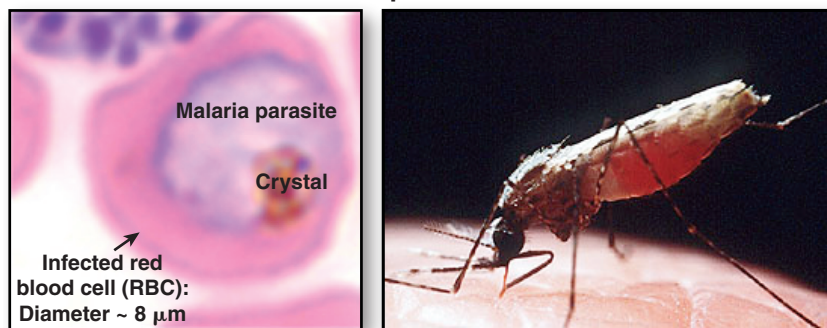 Malaria parasite
Crystal
Infected red
blood cell (RBC):
Diameter ~ 8 μm